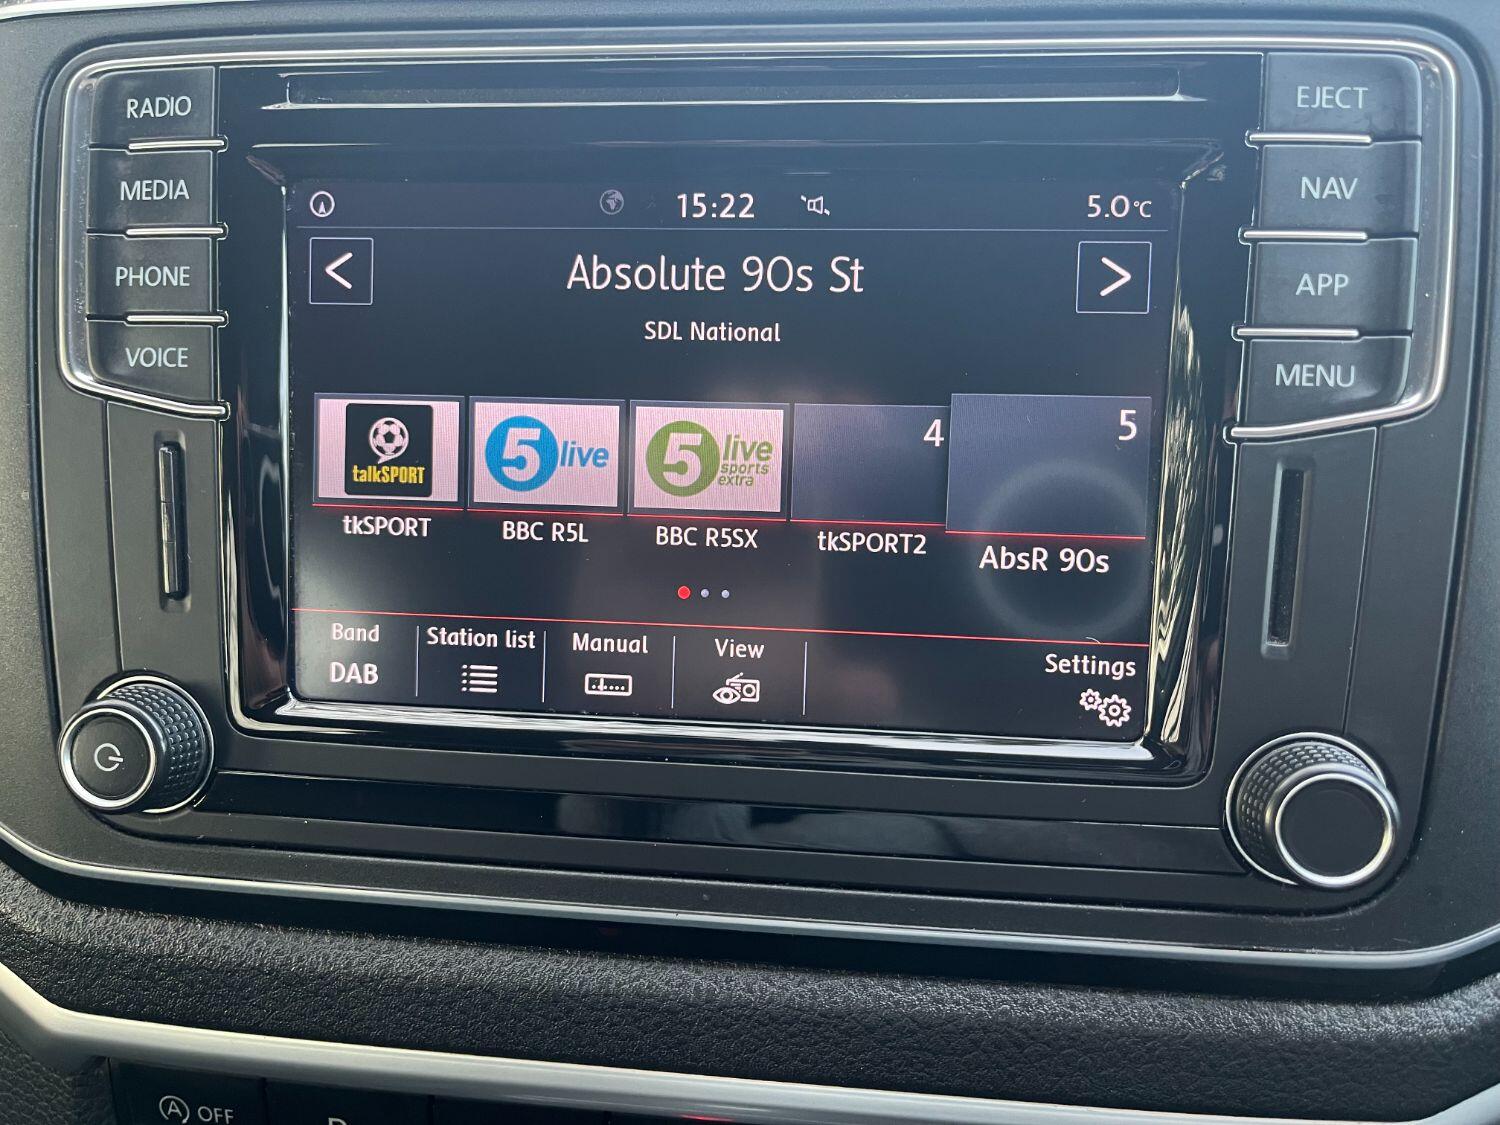 RADIO
MEDIA
PHONE
VOICE
EJECT
NAV
APP
MENU
15:22
5.0°C
<
Absolute 90s St
>
SDL National
talkSPORT
5 live
5 live sports extra
4
5
tkSPORT
BBC R5L
BBC R5SX
tkSPORT2
AbsR 90s
Band
DAB
Station list
Manual
View
Settings
A OFF